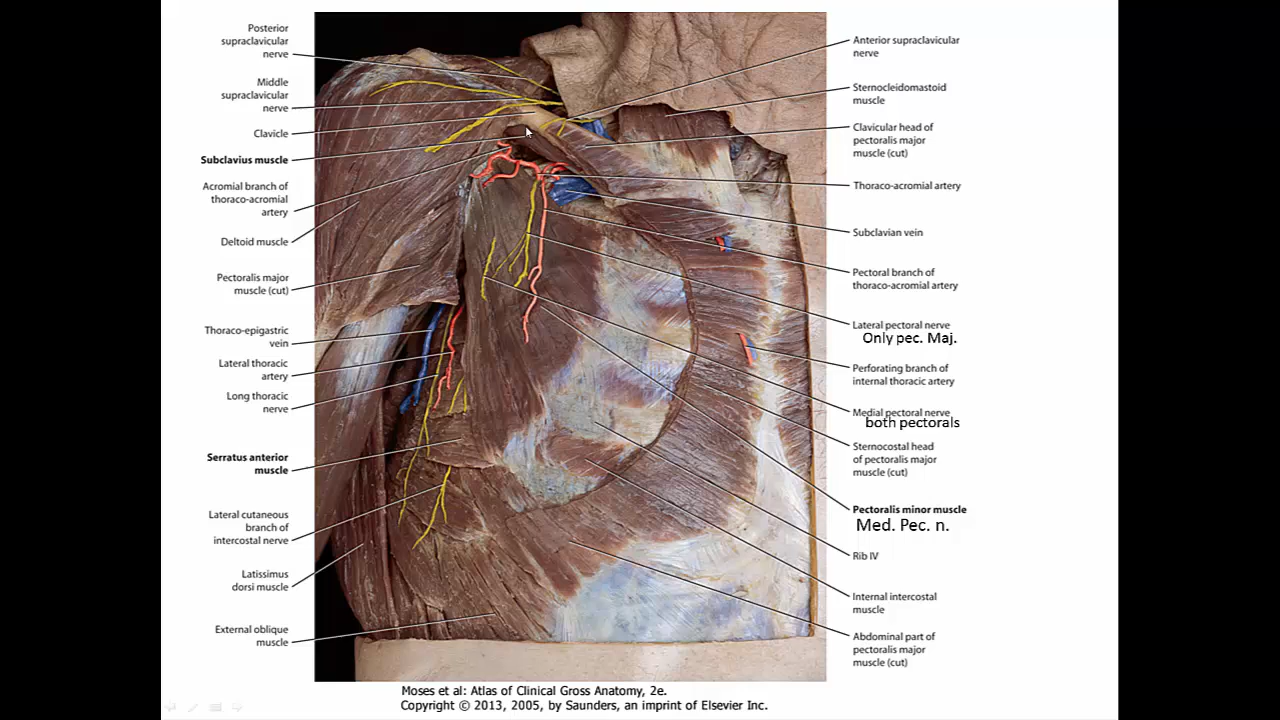 Posterior
supraclavicular
nerve
Middle
supraclavicular
nerve
Clavicle
Subclavius muscle
Acromial branch of
thoraco-acromial
artery
Deltoid muscle
Pectoralis major
muscle (cut)
Thoraco-epigastric
vein
Lateral thoracic
artery
Long thoracic
nerve
Serratus anterior
muscle
Lateral cutaneous
branch of
intercostal nerve
Latissimus
dorsi muscle
External oblique
muscle
Anterior supraclavicular
nerve
Sternocleidomastoid
muscle
Clavicular head of
pectoralis major
muscle (cut)
Thoraco-acromial artery
Subclavian vein
Pectoral branch of
thoraco-acromial artery
Lateral pectoral nerve
Only pec. Maj.
Perforating branch of
internal thoracic artery
Medial pectoral nerve
both pectorals
Sternocostal head
of pectoralis major
muscle (cut)
Pectoralis minor muscle
Med. Pec. n.
Rib IV
Internal intercostal
muscle
Abdominal part of
pectoralis major
muscle (cut)
Moses et al: Atlas of Clinical Gross Anatomy, 2e.
Copyright © 2013, 2005, by Saunders, an imprint of Elsevier Inc.